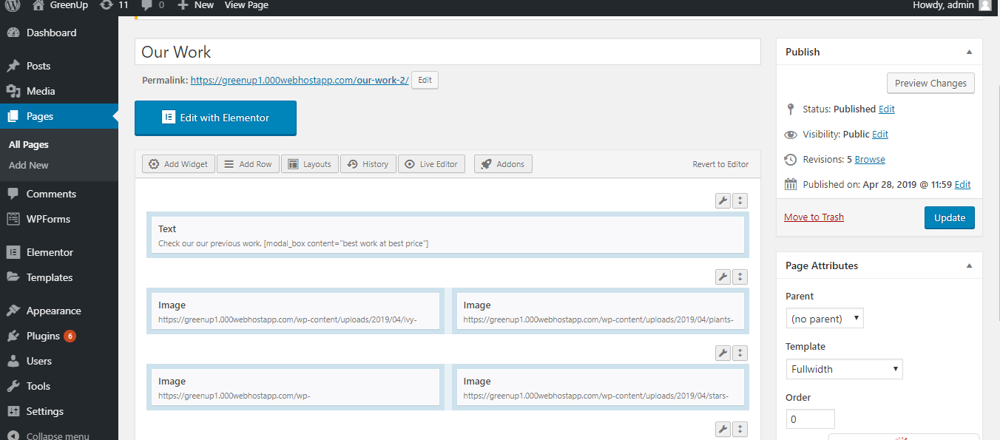 GreenUp 11 0 New View Page Howdy, admin
Dashboard
Posts
Media
Pages
All Pages
Add New
Comments
WPForms
Elementor
Templates
Appearance
Plugins 6
Users
Tools
Settings
Collapse menu
Our Work
Permalink: https://greenup1.000webhostapp.com/our-work-2/ Edit
Edit with Elementor
Add Widget Add Row Layouts History Live Editor Addons Revert to Editor
Text
Check our our previous work. [modal_box content="best work at best price"]
Image
https://greenup1.000webhostapp.com/wp-content/uploads/2019/04/ivy-
Image
https://greenup1.000webhostapp.com/wp-content/uploads/2019/04/plants-
Image
https://greenup1.000webhostapp.com/wp-
Image
https://greenup1.000webhostapp.com/wp-content/uploads/2019/04/stars-
Publish
Preview Changes
Status: Published Edit
Visibility: Public Edit
Revisions: 5 Browse
Published on: Apr 28, 2019 @ 11:59 Edit
Move to Trash Update
Page Attributes
Parent
(no parent)
Template
Fullwidth
Order
0